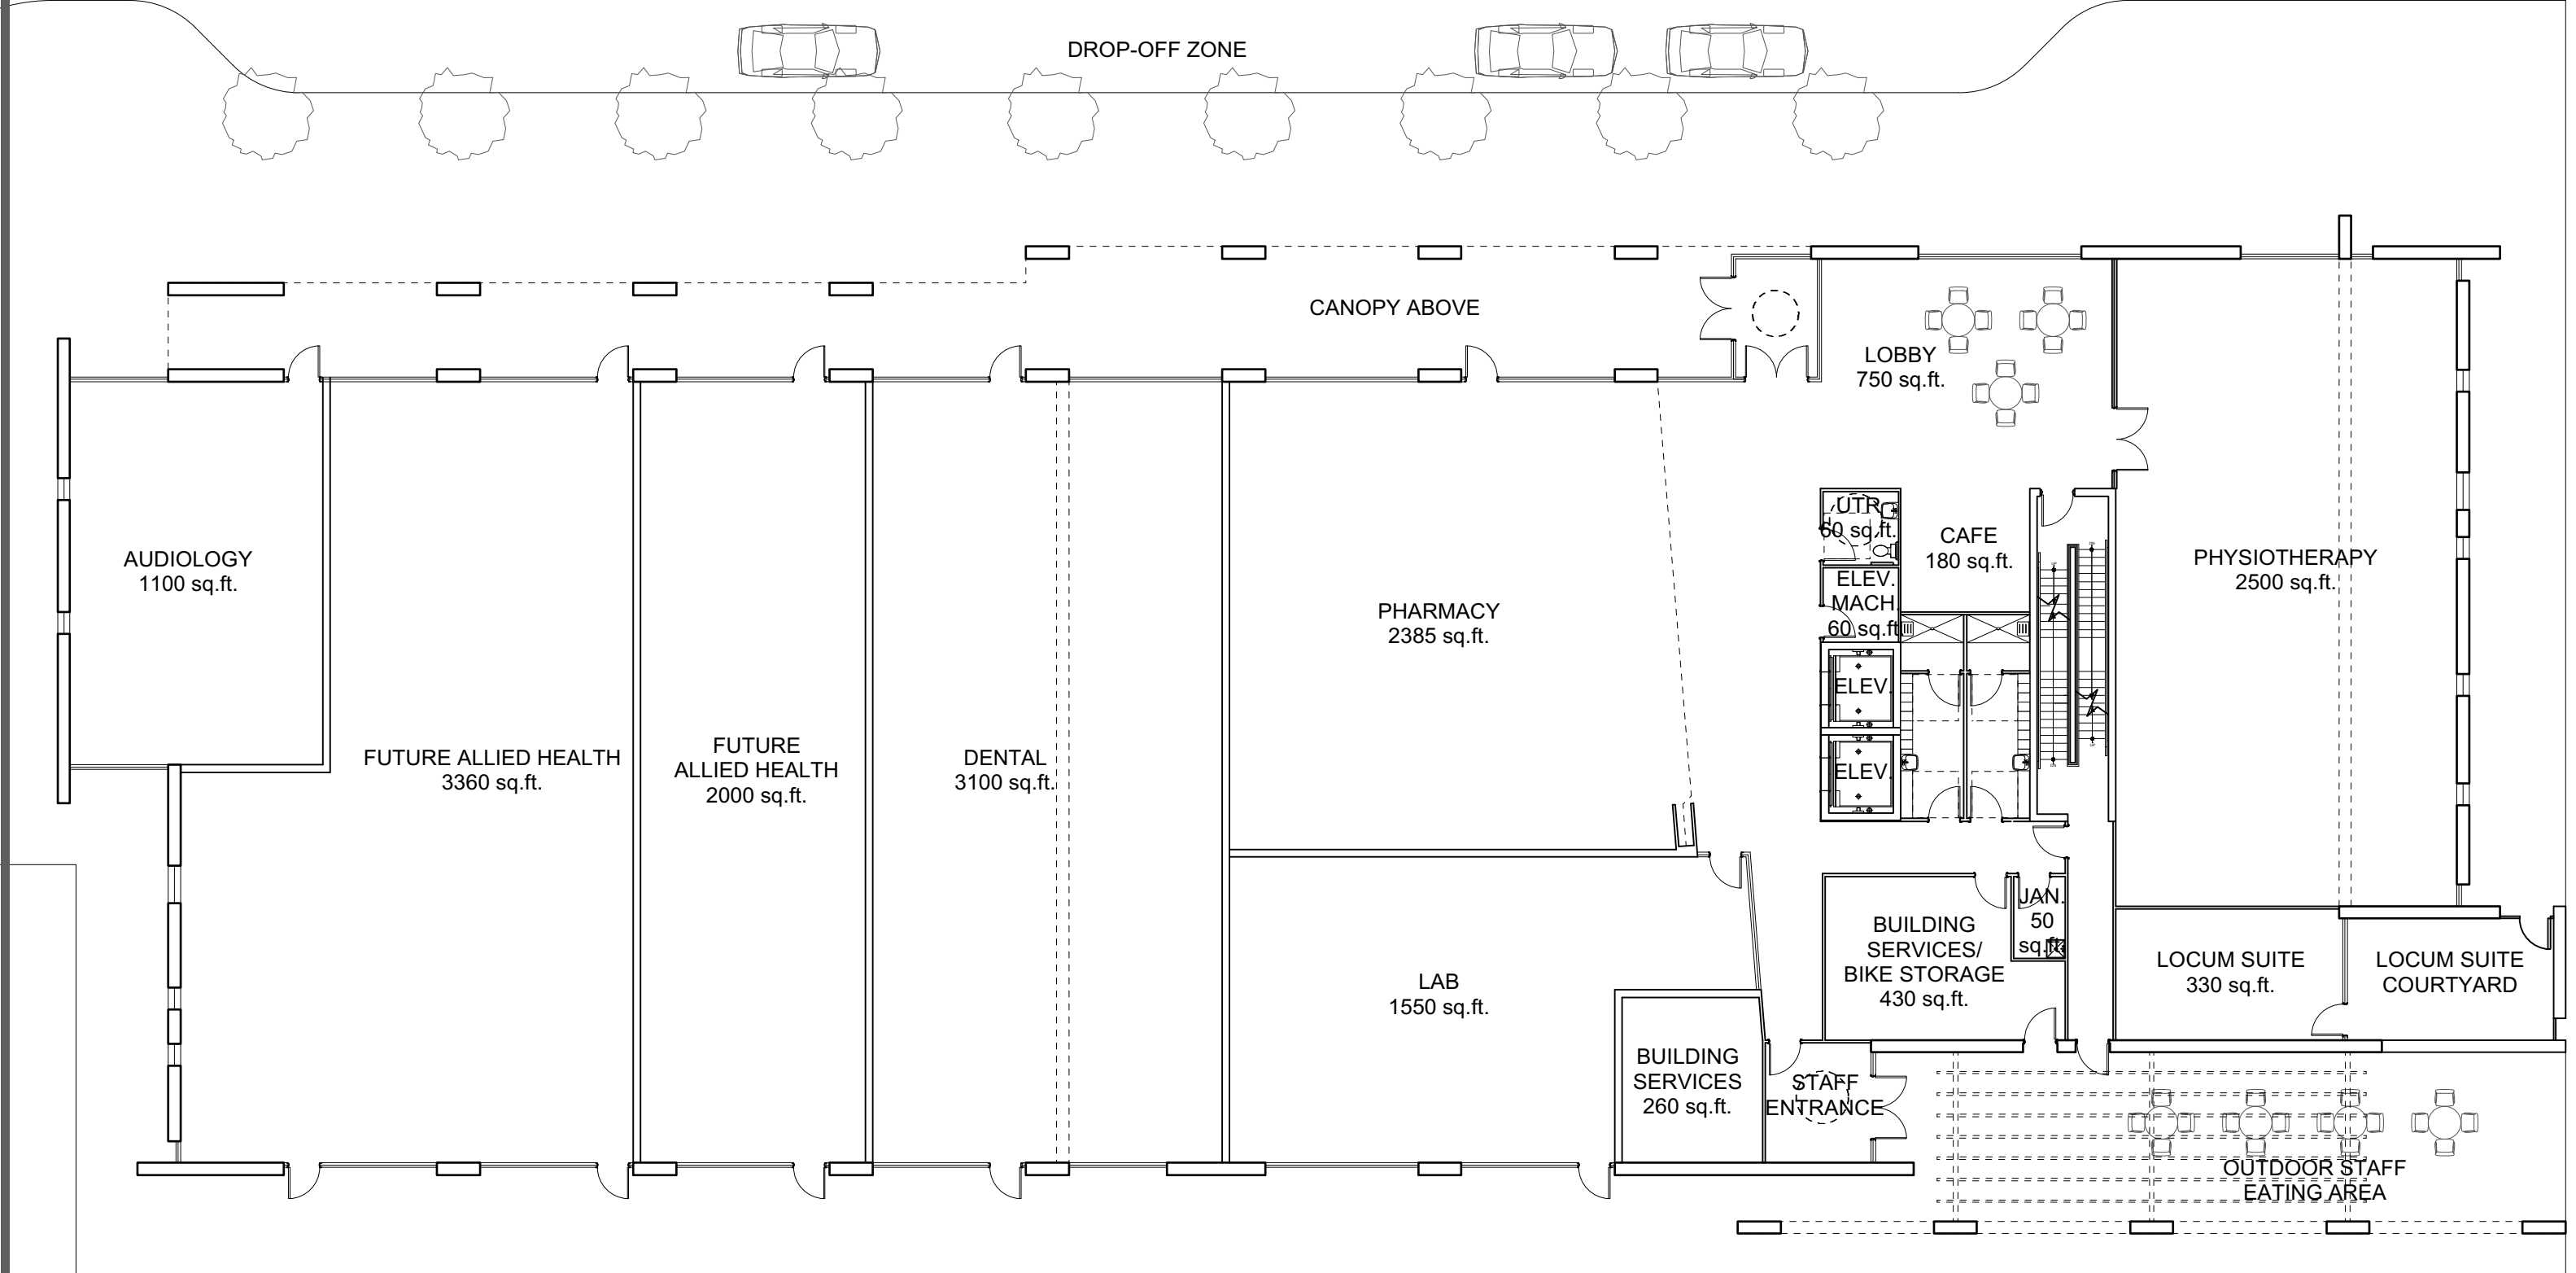 DROP-OFF ZONE
CANOPY ABOVE
LOBBY
750 sq.ft.
AUDIOLOGY
1100 sq.ft.
FUTURE ALLIED HEALTH
3360 sq.ft.
FUTURE
ALLIED HEALTH
2000 sq.ft.
DENTAL
3100 sq.ft.
PHARMACY
2385 sq.ft.
UTR.
60 sq.ft.
ELEV.
MACH.
60 sq.ft.
CAFE
180 sq.ft.
ELEV.
ELEV.
PHYSIOTHERAPY
2500 sq.ft.
LAB
1550 sq.ft.
BUILDING
SERVICES
260 sq.ft.
BUILDING
SERVICES/
BIKE STORAGE
430 sq.ft.
JAN.
50
sq.ft.
STAFF
ENTRANCE
LOCUM SUITE
330 sq.ft.
LOCUM SUITE
COURTYARD
OUTDOOR STAFF
EATING AREA